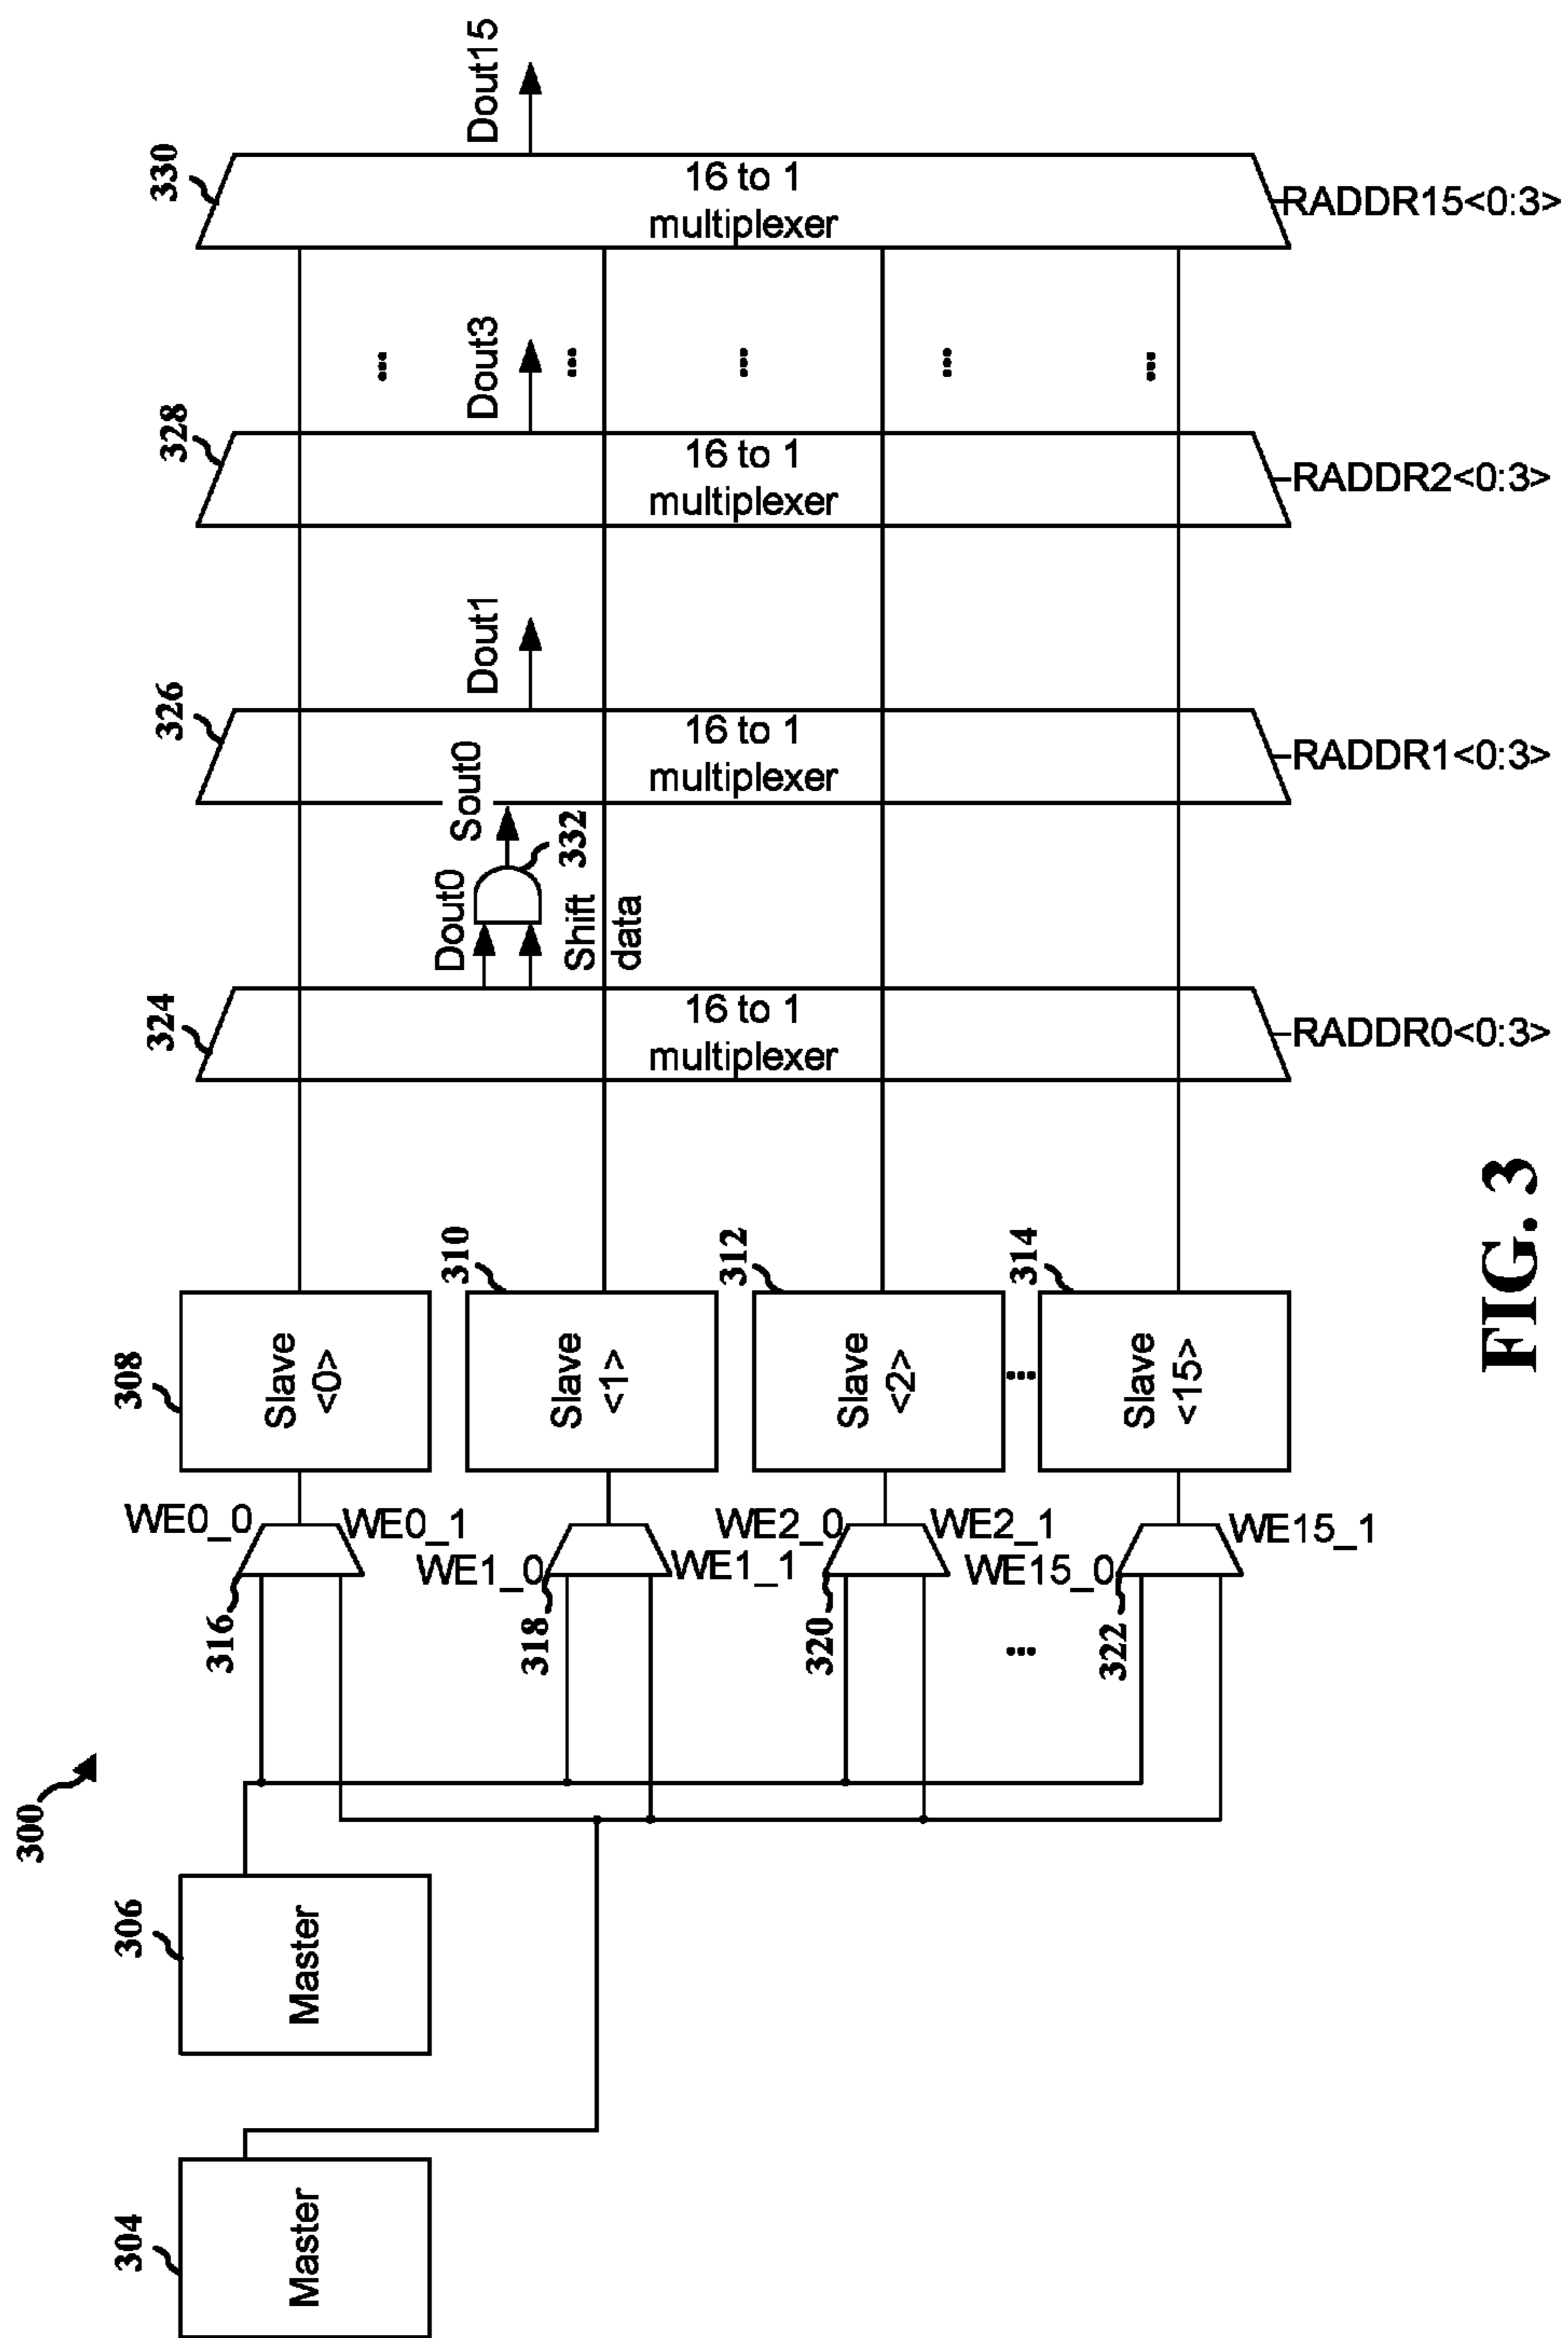 300
304
Master
306
Master
316
WE0_0
WE0_1
318
WE1_0
WE1_1
320
WE2_0
WE2_1
322
WE15_0
WE15_1
...
308
Slave
<0>
310
Slave
<1>
312
Slave
<2>
...
314
Slave
<15>
324
16 to 1
multiplexer
RADDR0<0:3>
Dout0
Shift
data
332
Sout0
326
16 to 1
multiplexer
RADDR1<0:3>
Dout1
328
16 to 1
multiplexer
RADDR2<0:3>
Dout3
...
...
...
...
...
330
16 to 1
multiplexer
RADDR15<0:3>
Dout15
FIG. 3